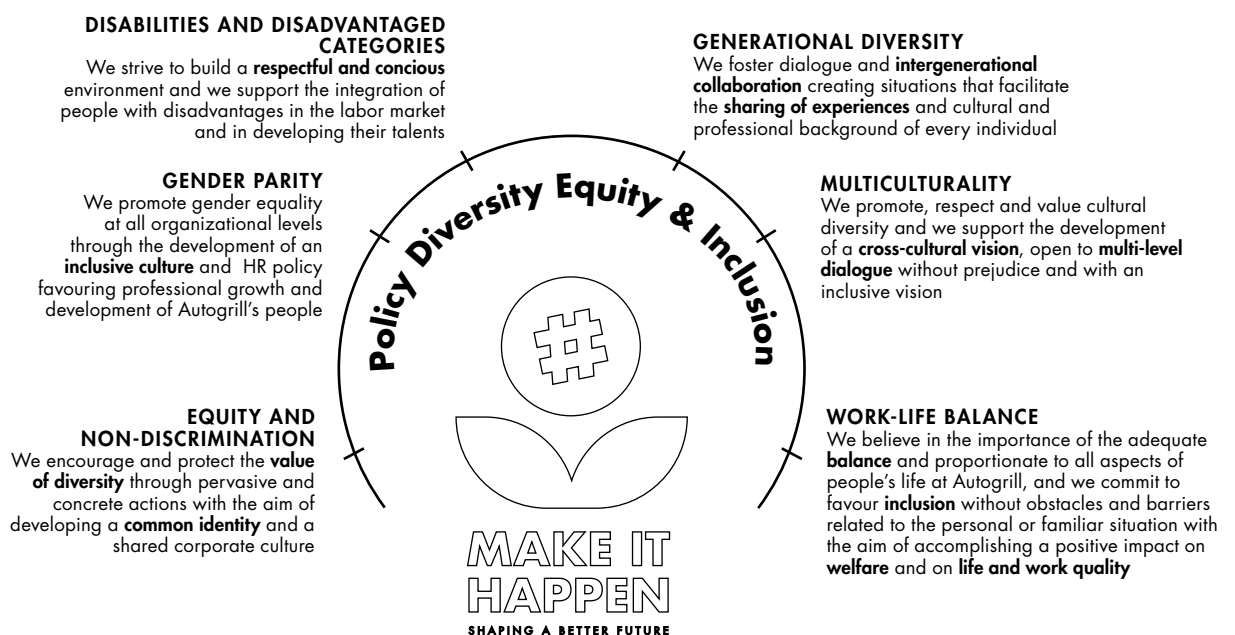 DISABILITIES AND DISADVANTAGED
CATEGORIES
We strive to build a respectful and concious
environment and we support the integration of
people with disadvantages in the labor market
and in developing their talents
GENERATIONAL DIVERSITY
We foster dialogue and intergenerational
collaboration creating situations that facilitate
the sharing of experiences and cultural and
professional background of every individual
GENDER PARITY
We promote gender equality
at all organizational levels
through the development of an
inclusive culture and HR policy
favouring professional growth and
development of Autogrill's people
MULTICULTURALITY
We promote, respect and value cultural
diversity and we support the development
of a cross-cultural vision, open to multi-level
dialogue without prejudice and with an
inclusive vision
Policy Diversity Equity & Inclusion
#
EQUITY AND
NON-DISCRIMINATION
We encourage and protect the value
of diversity through pervasive and
concrete actions with the aim of
developing a common identity and a
shared corporate culture
WORK-LIFE BALANCE
We believe in the importance of the adequate
balance and proportionate to all aspects of
people's life at Autogrill, and we commit to
favour inclusion without obstacles and barriers
related to the personal or familiar situation with
the aim of accomplishing a positive impact on
welfare and on life and work quality
MAKE IT
HAPPEN
SHAPING A BETTER FUTURE